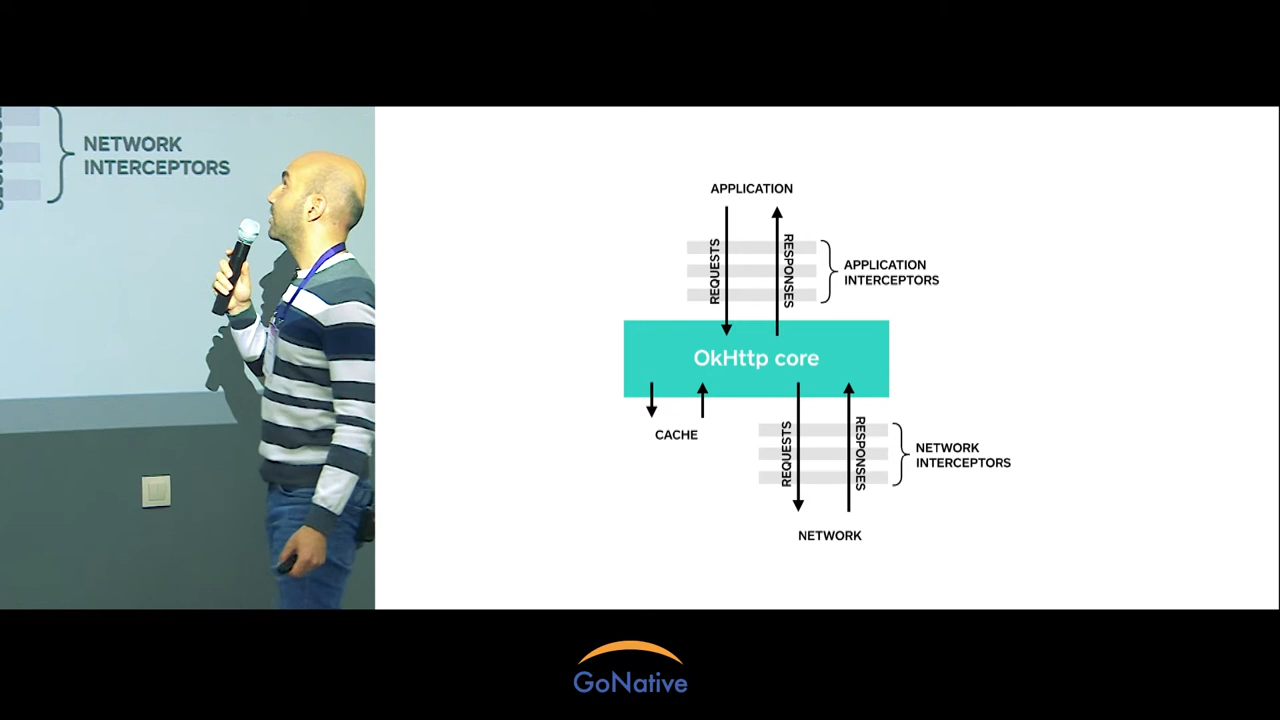 NETWORK
INTERCEPTORS
APPLICATION
REQUESTS
RESPONSES
APPLICATION
INTERCEPTORS
OkHttp core
CACHE
REQUESTS
RESPONSES
NETWORK
INTERCEPTORS
NETWORK
GoNative